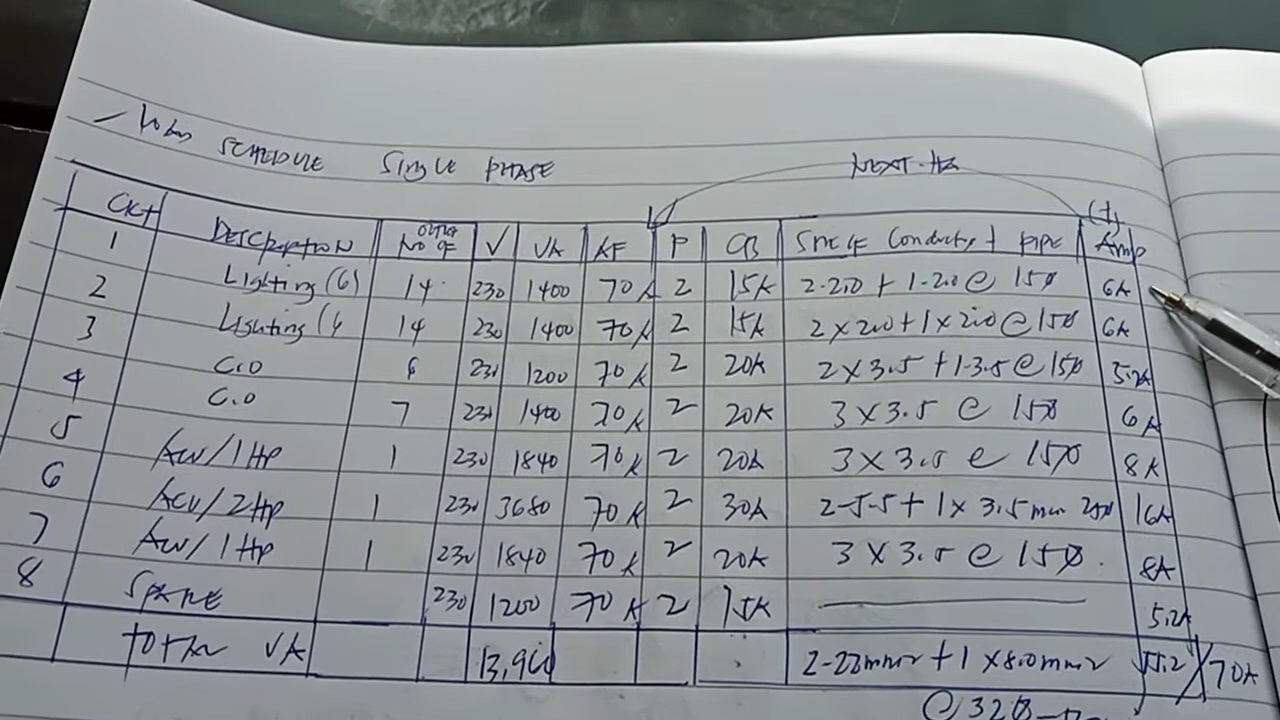 SCHEDULE SINGLE PHASE
CKT DESCRIPTION No OF OUTLET V VA AF P CB SIZE OF Conductor + PIPE (I) Amp
1 Lighting (6) 14 230 1400 70A 2 15A 2-2.0 + 1-2.0 @ 15Ø 6A
2 Lighting ( 14 230 1400 70A 2 15A 2x2.0+1x2.0 @ 15Ø 6A
3 C.O 6 230 1200 70A 2 20A 2x3.5+1-3.5 @ 15Ø 5.2A
4 C.O 7 230 1400 70A 2 20A 3x3.5 @ 15Ø 6A
5 ACU/1HP 1 230 1840 70A 2 20A 3x3.5 @ 15Ø 8A
6 ACU/2HP 1 230 3680 70A 2 30A 2-5.5+1x3.5mm 20Ø 16A
7 ACU/1HP 1 230 1840 70A 2 20A 3x3.5 @ 15Ø 8A
8 SPARE 230 1200 70A 2 15A 5.2A
TOTAL VA 13,960 2-22mm2 + 1x8.0mm2 55.2 / 70A
@ 32Ø